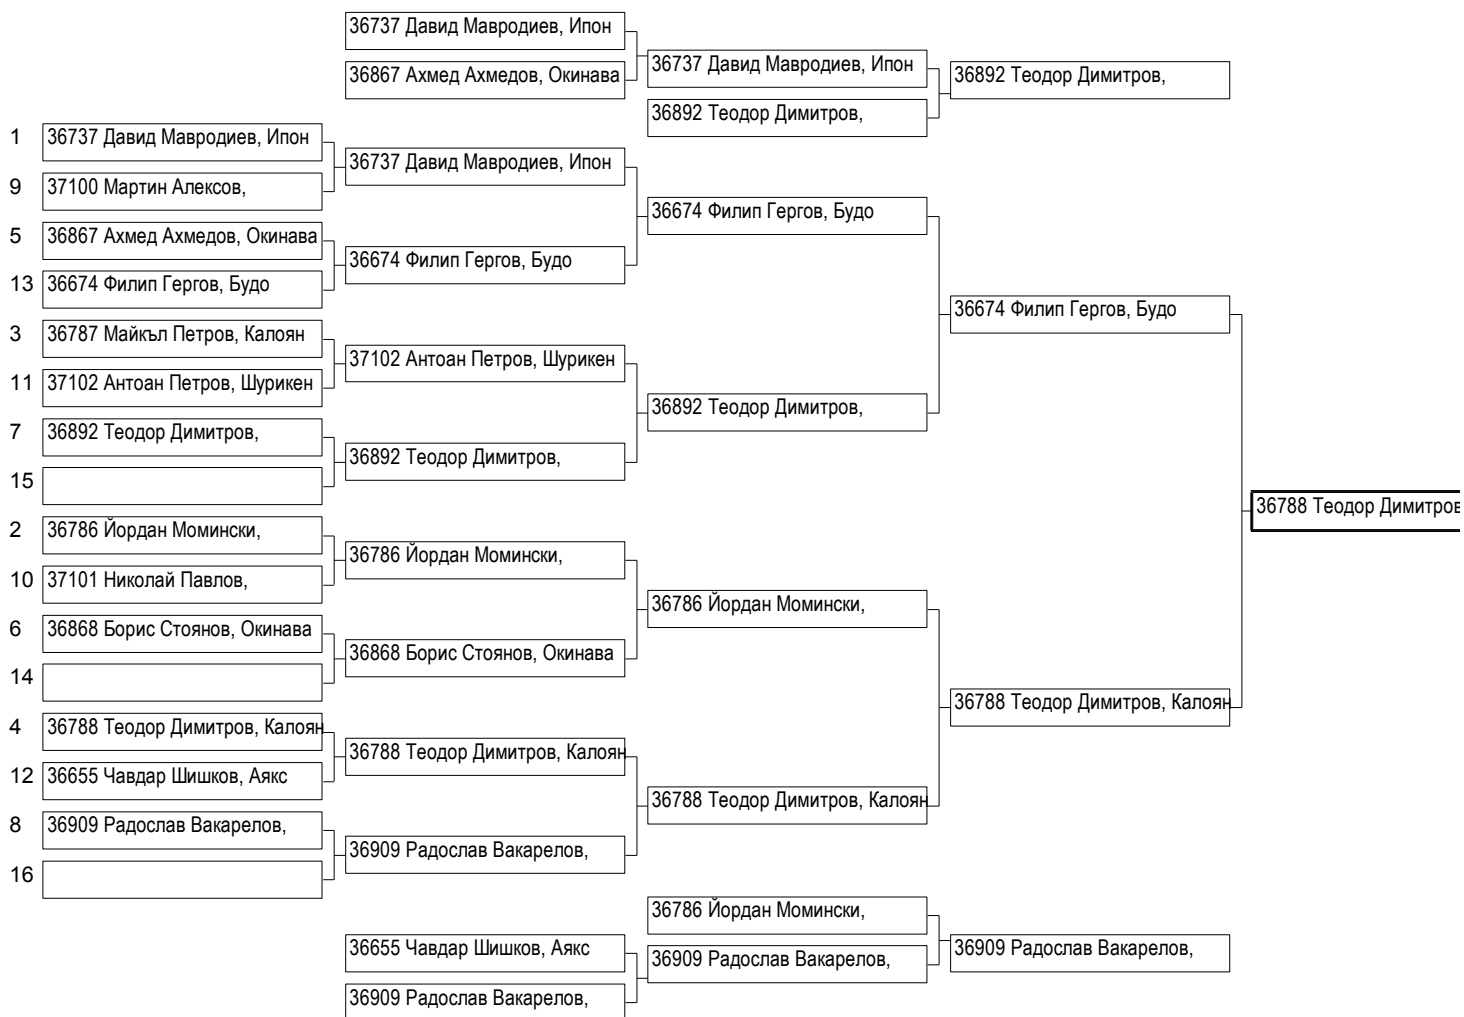 36737 Давид Мавродиев, Ипон
36867 Ахмед Ахмедов, Окинава
36737 Давид Мавродиев, Ипон
36892 Теодор Димитров,
36892 Теодор Димитров,
1 36737 Давид Мавродиев, Ипон
9 37100 Мартин Алексов,
5 36867 Ахмед Ахмедов, Окинава
13 36674 Филип Гергов, Будо
3 36787 Майкъл Петров, Калоян
11 37102 Антоан Петров, Шурикен
7 36892 Теодор Димитров,
15
2 36786 Йордан Момински,
10 37101 Николай Павлов,
6 36868 Борис Стоянов, Окинава
14
4 36788 Теодор Димитров, Калоян
12 36655 Чавдар Шишков, Аякс
8 36909 Радослав Вакарелов,
16
36737 Давид Мавродиев, Ипон
36674 Филип Гергов, Будо
37102 Антоан Петров, Шурикен
36892 Теодор Димитров,
36786 Йордан Момински,
36868 Борис Стоянов, Окинава
36788 Теодор Димитров, Калоян
36909 Радослав Вакарелов,
36674 Филип Гергов, Будо
36892 Теодор Димитров,
36786 Йордан Момински,
36788 Теодор Димитров, Калоян
36674 Филип Гергов, Будо
36788 Теодор Димитров, Калоян
36788 Теодор Димитров
36655 Чавдар Шишков, Аякс
36909 Радослав Вакарелов,
36786 Йордан Момински,
36909 Радослав Вакарелов,
36909 Радослав Вакарелов,